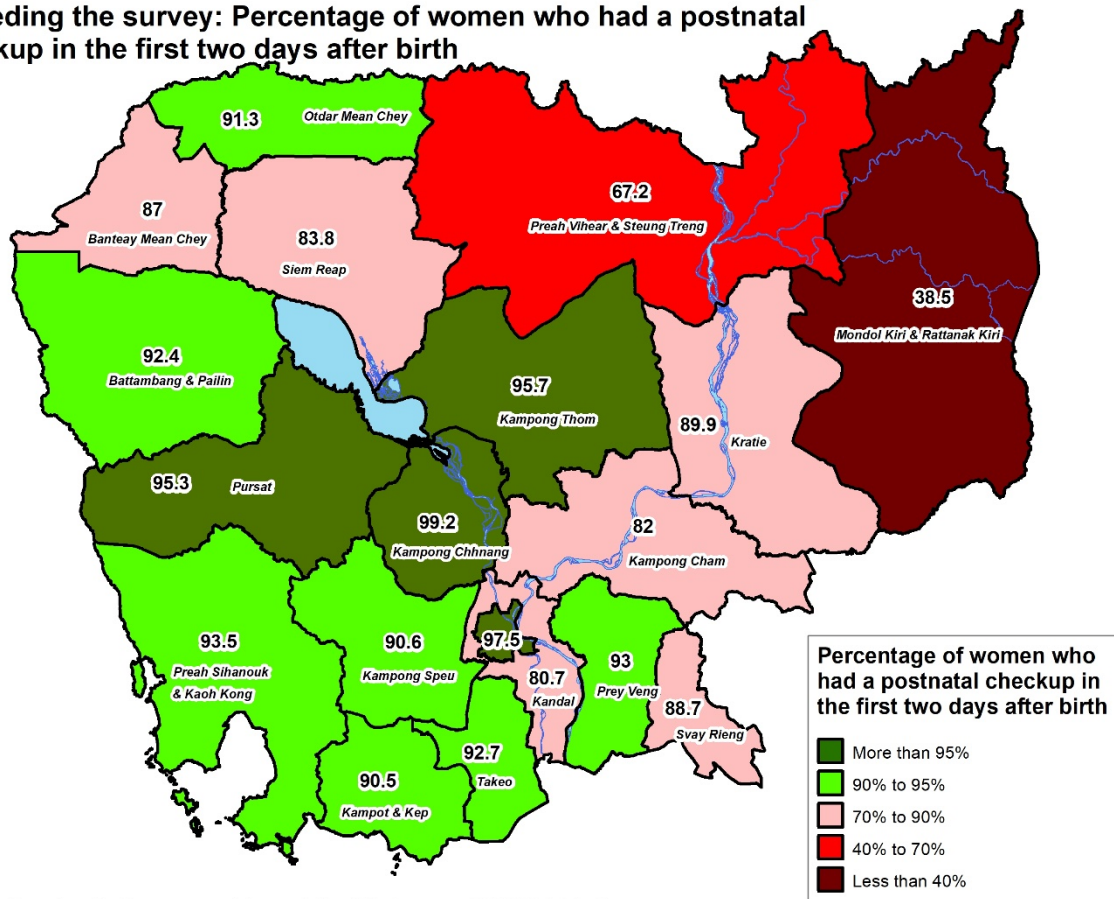 eding the survey: Percentage of women who had a postnatal
kup in the first two days after birth
91.3
Otdar Mean Chey
67.2
Preah Vihear & Steung Treng
87
Banteay Mean Chey
83.8
Siem Reap
38.5
Mondol Kiri & Rattanak Kiri
92.4
Battambang & Pailin
95.7
Kampong Thom
89.9
Kratie
95.3
Pursat
99.2
Kampong Chhnang
82
Kampong Cham
93.5
Preah Sihanouk
& Kaoh Kong
90.6
Kampong Speu
97.5
80.7
Kandal
93
Prey Veng
88.7
Svay Rieng
92.7
Takeo
90.5
Kampot & Kep
Percentage of women who
had a postnatal checkup in
the first two days after birth
More than 95%
90% to 95%
70% to 90%
40% to 70%
Less than 40%